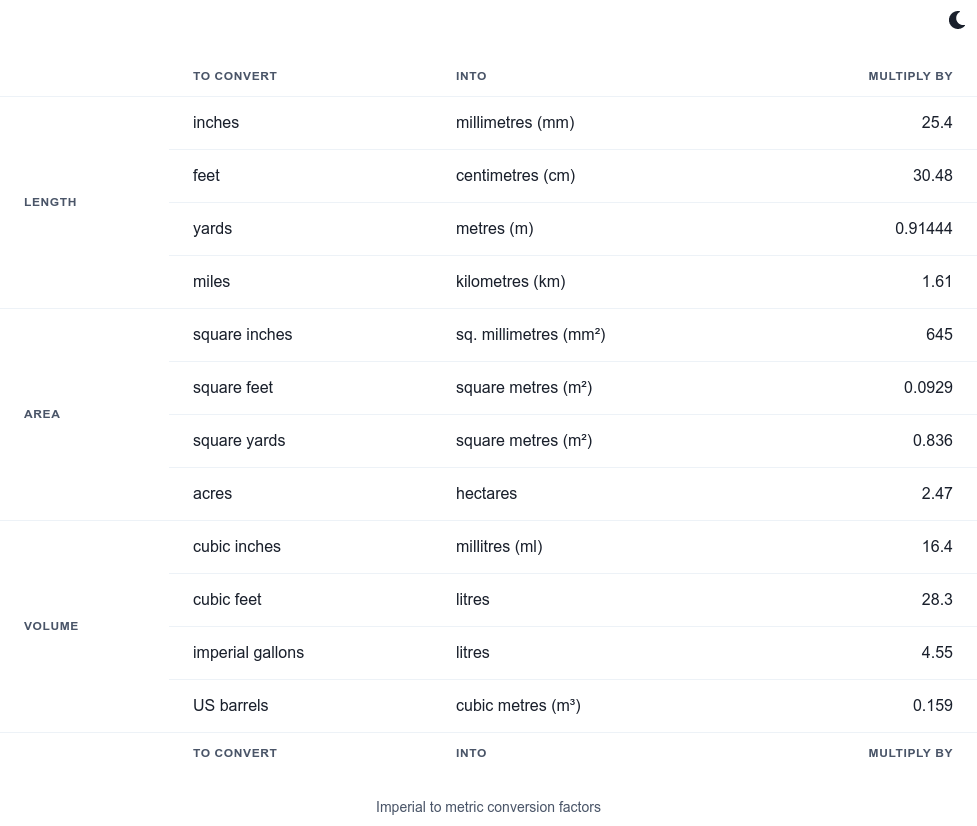 TO CONVERT INTO MULTIPLY BY
LENGTH
inches millimetres (mm) 25.4
feet centimetres (cm) 30.48
yards metres (m) 0.91444
miles kilometres (km) 1.61
AREA
square inches sq. millimetres (mm²) 645
square feet square metres (m²) 0.0929
square yards square metres (m²) 0.836
acres hectares 2.47
VOLUME
cubic inches millitres (ml) 16.4
cubic feet litres 28.3
imperial gallons litres 4.55
US barrels cubic metres (m³) 0.159
TO CONVERT INTO MULTIPLY BY
Imperial to metric conversion factors